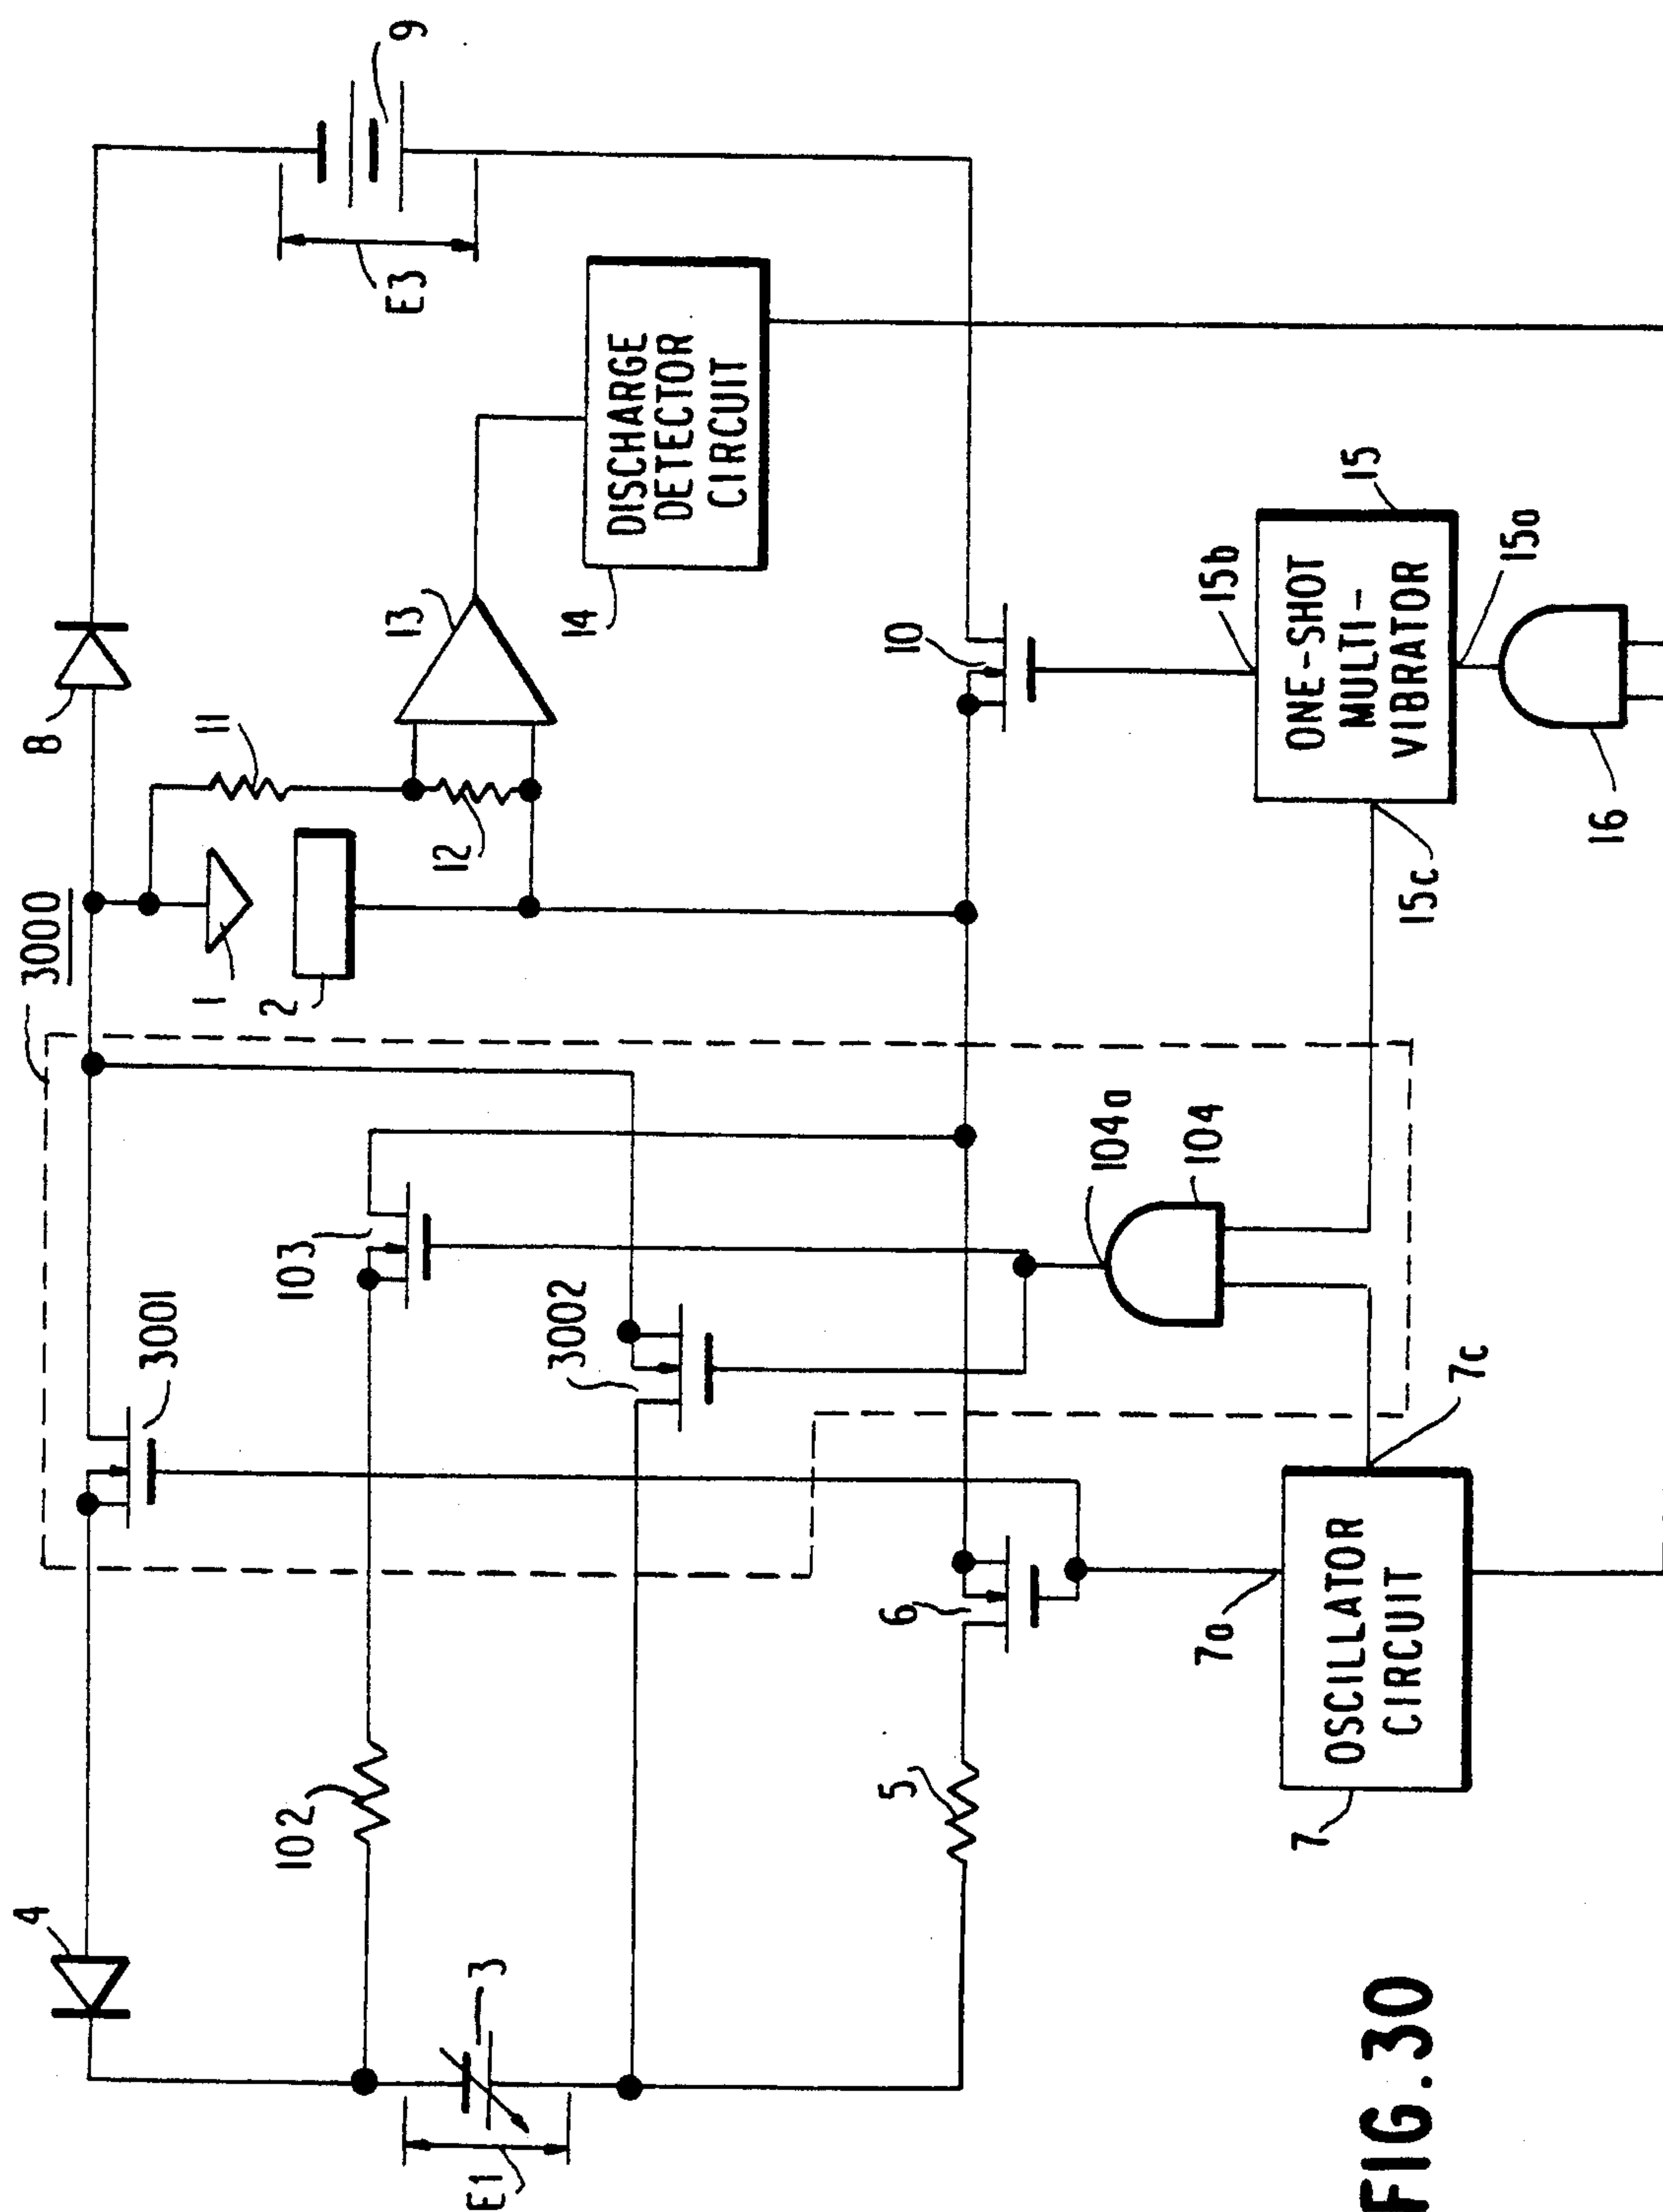 3000
4
3001
8
9
11
1
2
12
13
E3
103
102
3002
14
DISCHARGE
DETECTOR
CIRCUIT
3
E1
5
6
10
104a
104
15b
15
ONE-SHOT
MULTI-
VIBRATOR
15a
15c
16
7a
7c
7
OSCILLATOR
CIRCUIT
FIG.30